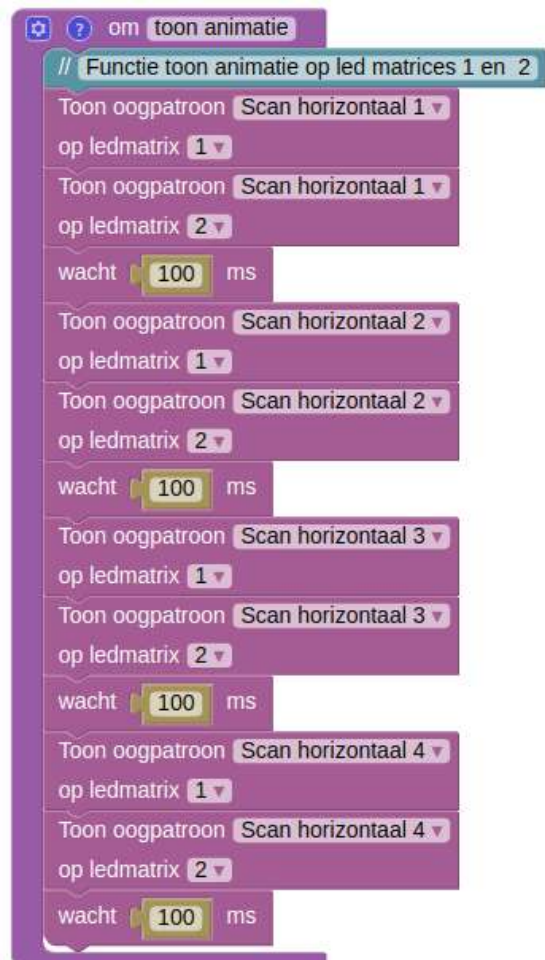 ? om toon animatie
// Functie toon animatie op led matrices 1 en 2
Toon oogpatroon Scan horizontaal 1
op ledmatrix 1
Toon oogpatroon Scan horizontaal 1
op ledmatrix 2
wacht 100 ms
Toon oogpatroon Scan horizontaal 2
op ledmatrix 1
Toon oogpatroon Scan horizontaal 2
op ledmatrix 2
wacht 100 ms
Toon oogpatroon Scan horizontaal 3
op ledmatrix 1
Toon oogpatroon Scan horizontaal 3
op ledmatrix 2
wacht 100 ms
Toon oogpatroon Scan horizontaal 4
op ledmatrix 1
Toon oogpatroon Scan horizontaal 4
op ledmatrix 2
wacht 100 ms